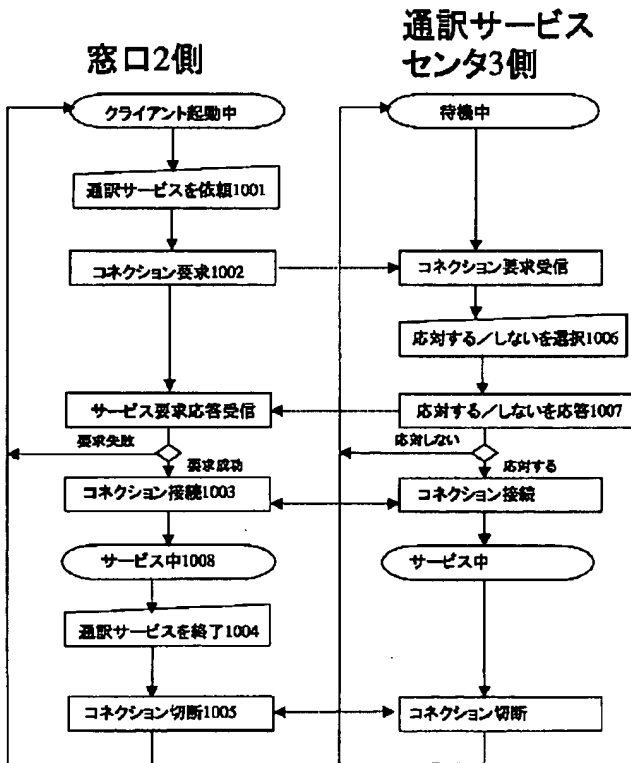 窓口2側
通訳サービス
センタ3側
クライアント起動中
待機中
通訳サービスを依頼1001
コネクション要求1002
コネクション要求受信
応対する／しないを選択1006
サービス要求応答受信
応対する／しないを応答1007
要求失敗
応対しない
要求成功
応対する
コネクション接続1003
コネクション接続
サービス中1008
サービス中
通訳サービスを終了1004
コネクション切断1005
コネクション切断